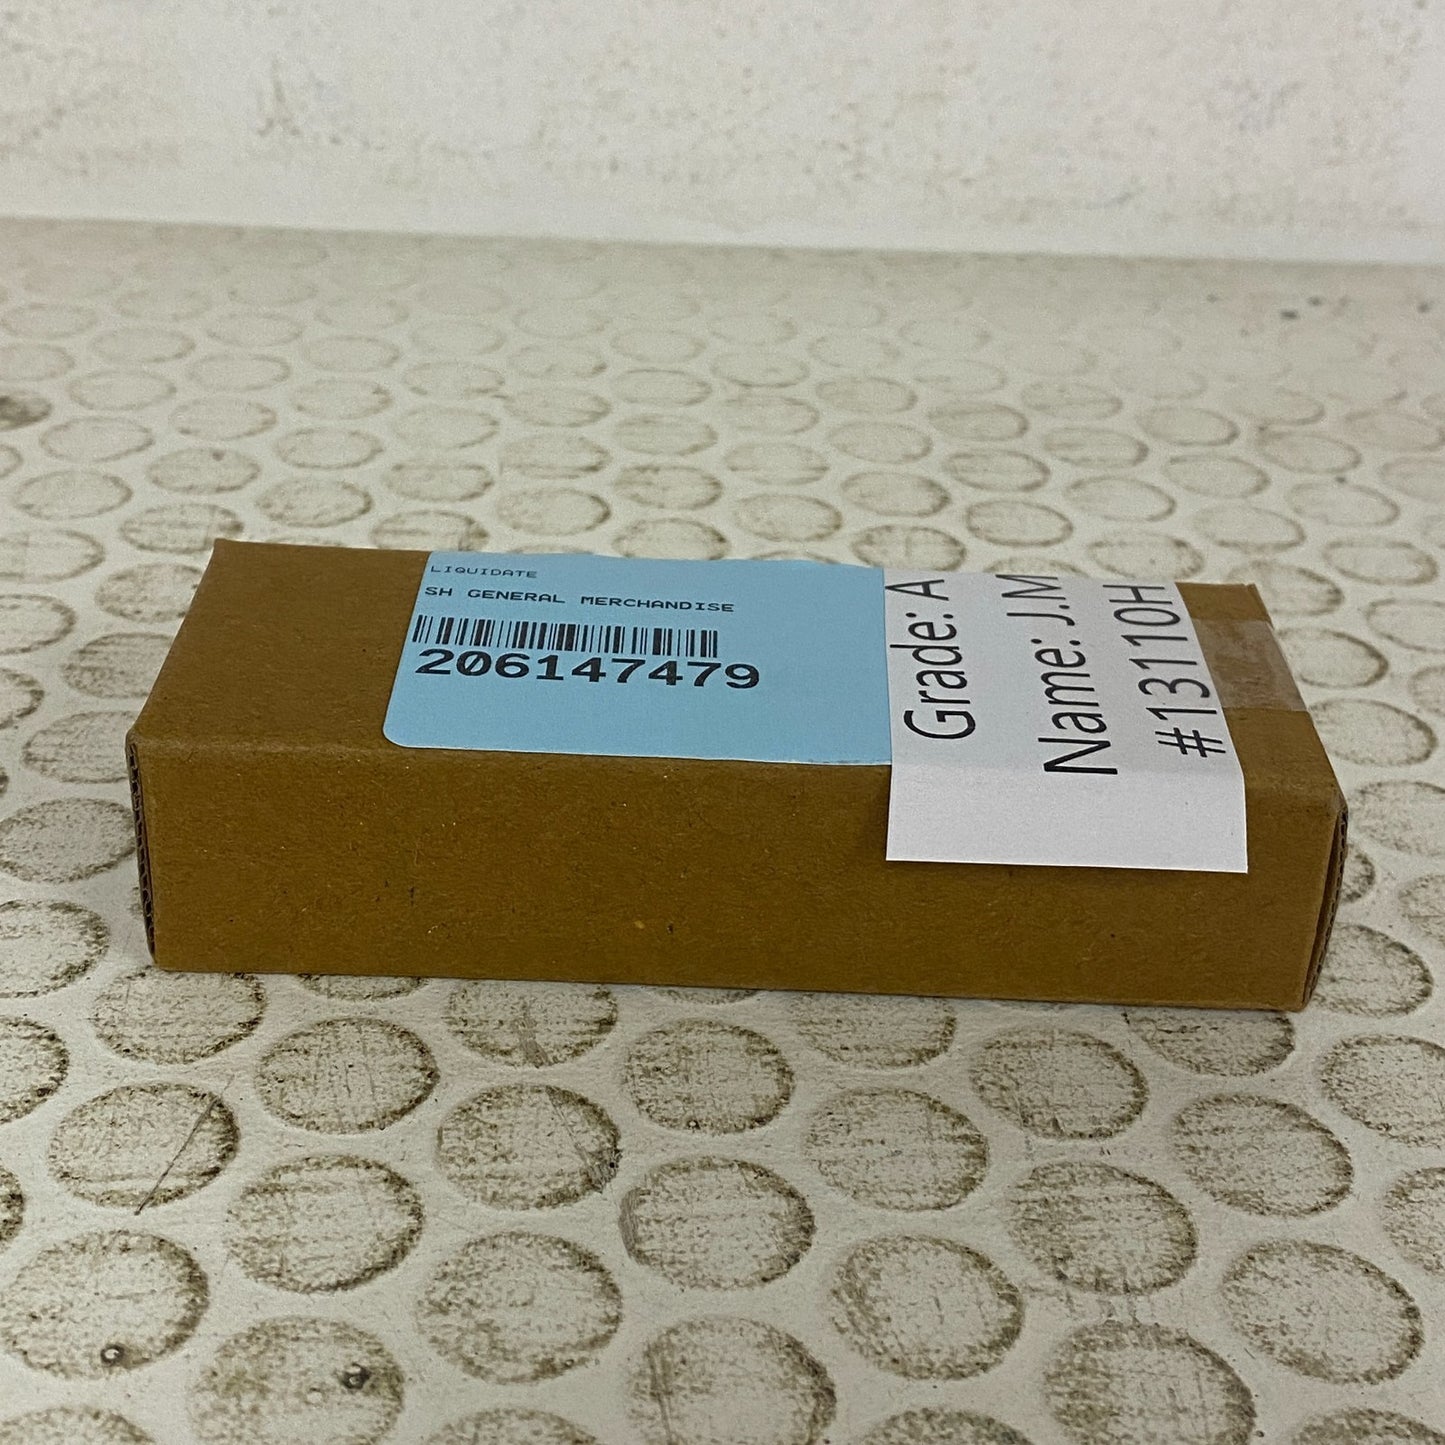 LIQUIDATE
SH GENERAL MERCHANDISE
206147479
Grade: A
Name: J.M
#13110H